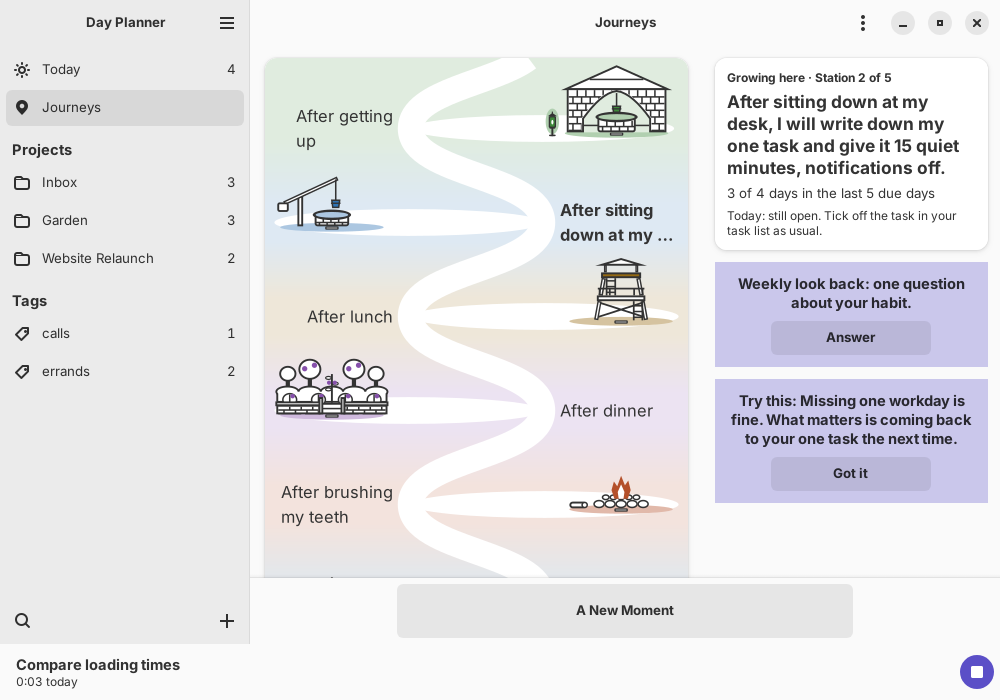 Day Planner
Today 4
Journeys
Projects
Inbox 3
Garden 3
Website Relaunch 2
Tags
calls 1
errands 2
Journeys
After getting
up
After sitting
down at my ...
After lunch
After dinner
After brushing
my teeth
Growing here · Station 2 of 5
After sitting down at my
desk, I will write down my
one task and give it 15 quiet
minutes, notifications off.
3 of 4 days in the last 5 due days
Today: still open. Tick off the task in your
task list as usual.
Weekly look back: one question
about your habit.
Answer
Try this: Missing one workday is
fine. What matters is coming back
to your one task the next time.
Got it
A New Moment
Compare loading times
0:03 today